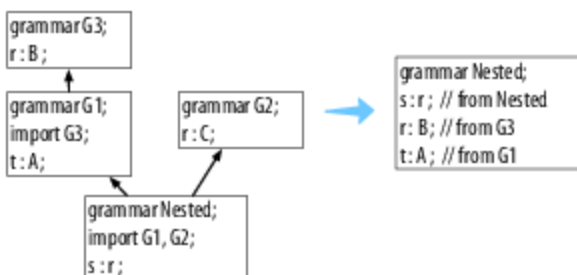 grammar G3;
r : B ;
grammar G1;
import G3;
t : A;
grammar G2;
r : C;
grammar Nested;
import G1, G2;
s : r ;
grammar Nested;
s : r ; // from Nested
r : B; // from G3
t : A ; // from G1